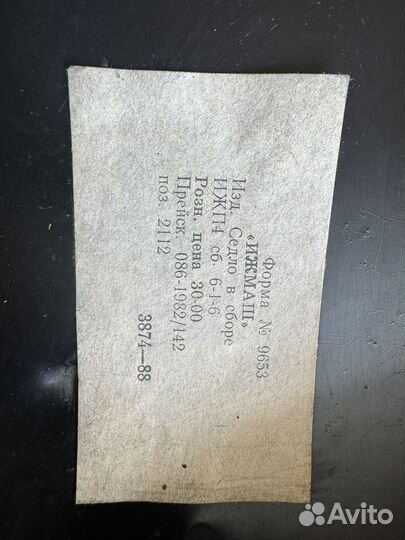 Форма № 9653
«ИЖМАШ»
Изд. Седло в сборе
ИЖП4 сб. 6-1-6
Розн. цена 30-00
Прейск. 086-1982/142
поз. 2112
3874—88
Avito